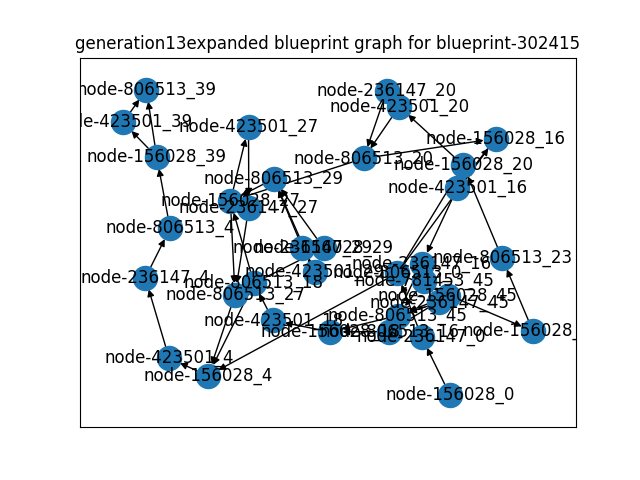 generation13expanded blueprint graph for blueprint-302415
node-806513_39
node-236147_20
node-423501_20
node-423501_27
node-156028_16
node-156028_39
node-806513_20
node-156028_20
node-806513_29
node-423501_16
node-156028_27
node-236147_27
node-806513_4
node-806513_23
node-236147_16
node-236147_4
node-806513_18
node-781453_45
node-806513_27
node-156028_45
node-236147_45
node-806513_45
node-423501_18
node-156028_
node-236147_0
node-423501_4
node-156028_4
node-156028_0